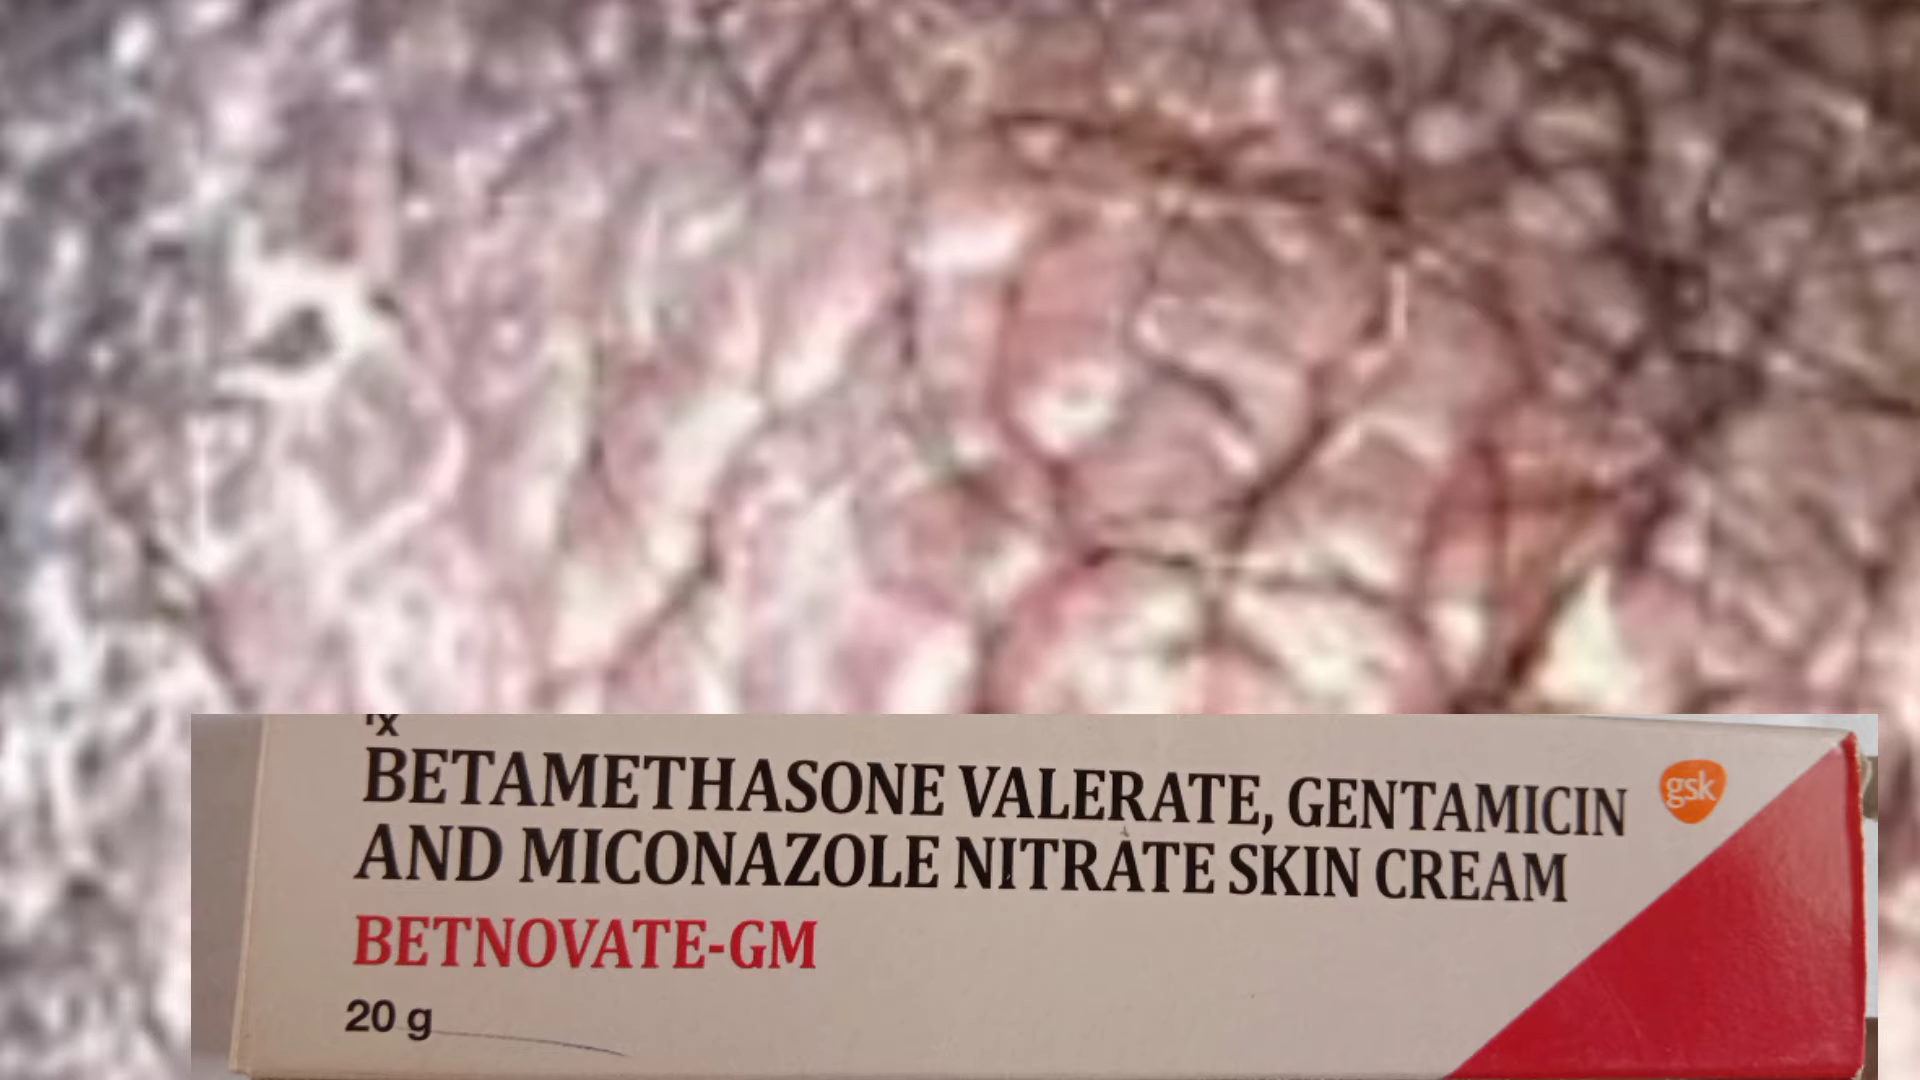 BETAMETHASONE VALERATE, GENTAMICIN
AND MICONAZOLE NITRATE SKIN CREAM
BETNOVATE-GM
20 g
gsk